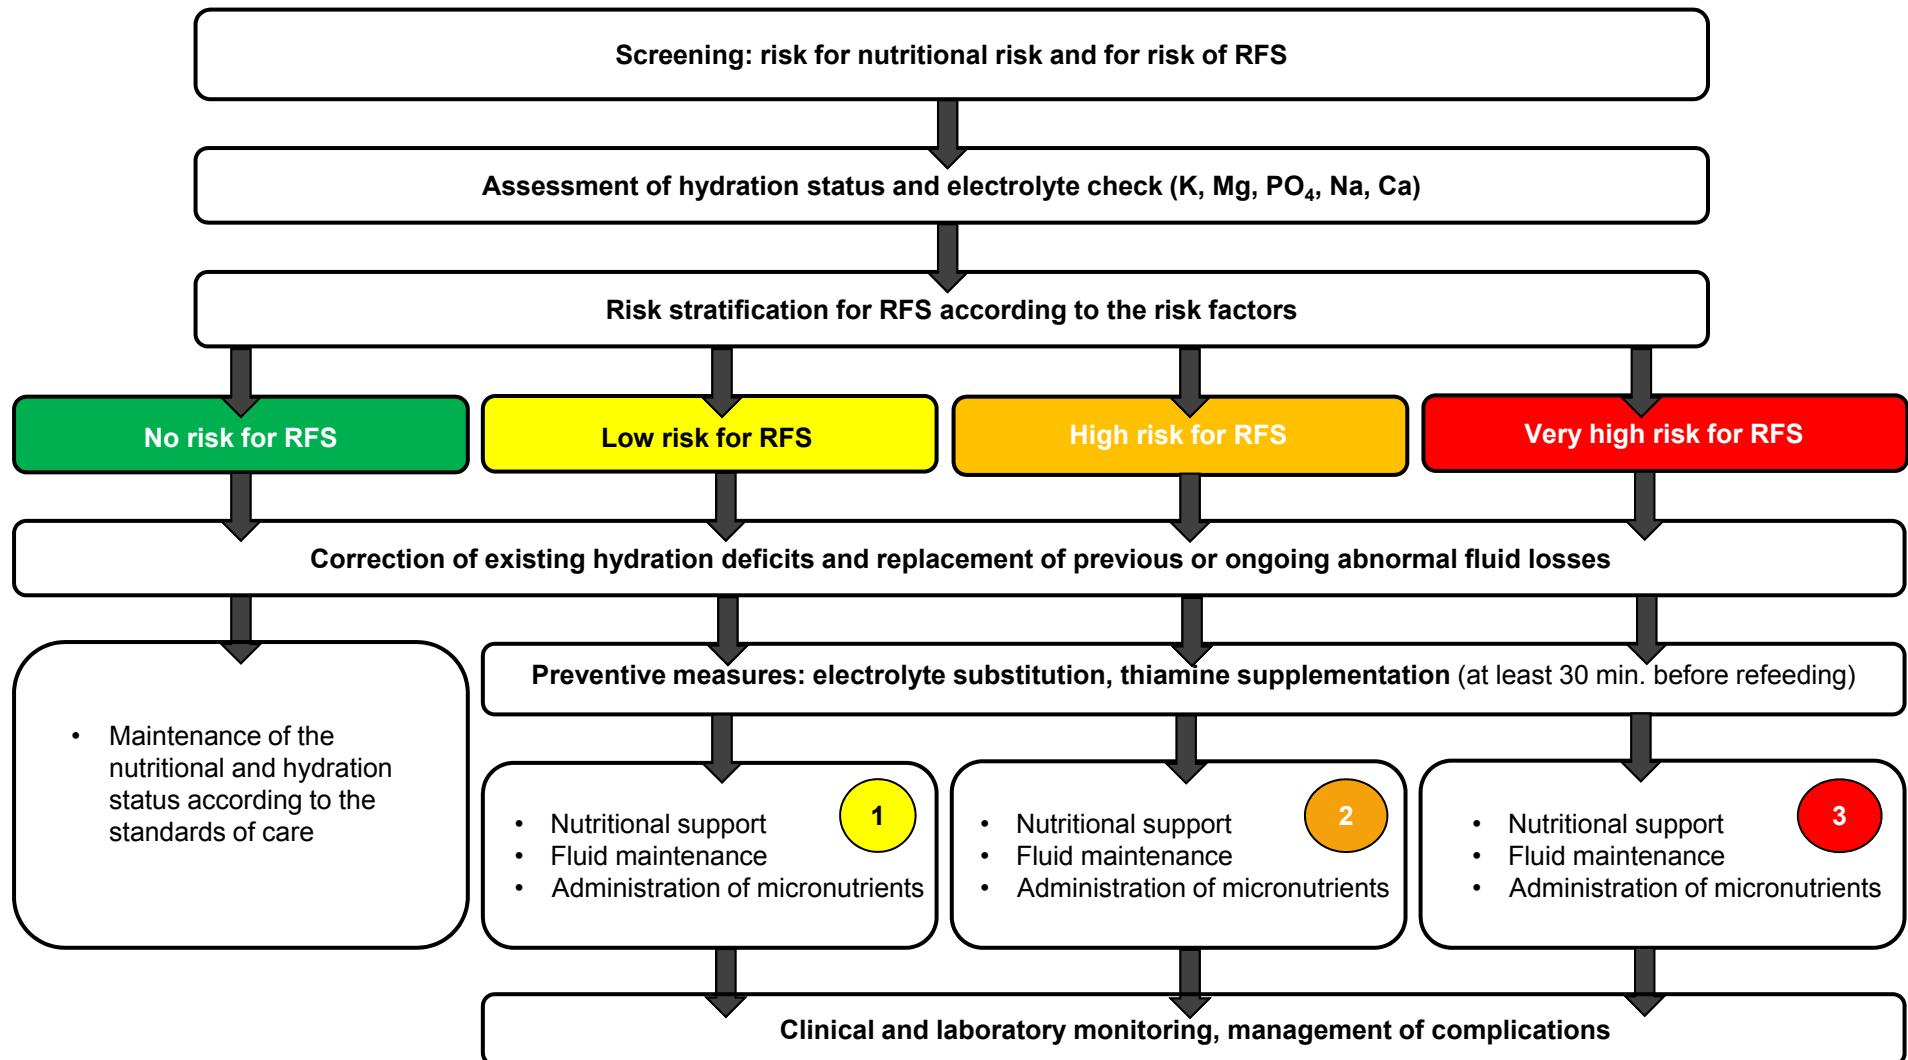 Screening: risk for nutritional risk and for risk of RFS
Assessment of hydration status and electrolyte check (K, Mg, PO₄, Na, Ca)
Risk stratification for RFS according to the risk factors
No risk for RFS
Low risk for RFS
High risk for RFS
Very high risk for RFS
Correction of existing hydration deficits and replacement of previous or ongoing abnormal fluid losses
Preventive measures: electrolyte substitution, thiamine supplementation (at least 30 min. before refeeding)
• Maintenance of the
nutritional and hydration
status according to the
standards of care
1
• Nutritional support
• Fluid maintenance
• Administration of micronutrients
2
• Nutritional support
• Fluid maintenance
• Administration of micronutrients
3
• Nutritional support
• Fluid maintenance
• Administration of micronutrients
Clinical and laboratory monitoring, management of complications